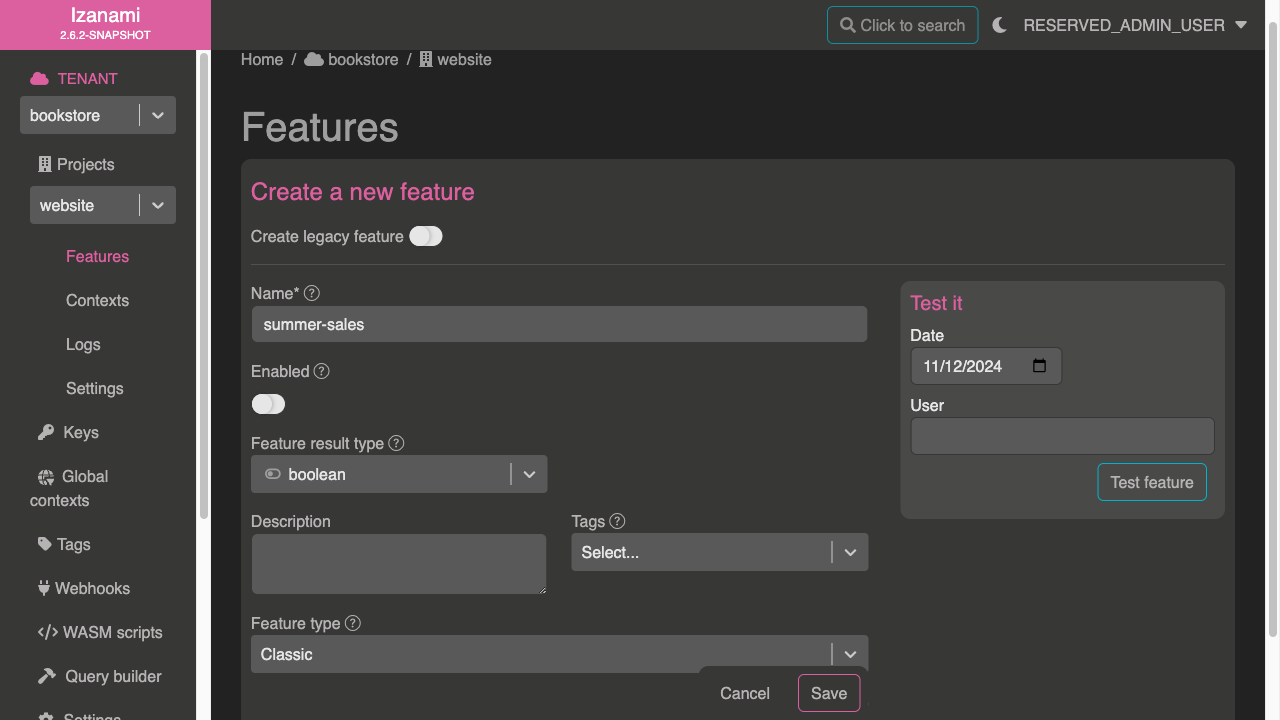 Izanami
2.6.2-SNAPSHOT
Click to search
RESERVED_ADMIN_USER
TENANT
bookstore
Projects
website
Features
Contexts
Logs
Settings
Keys
Global
contexts
Tags
Webhooks
WASM scripts
Query builder
Settings
Home / bookstore / website
Features
Create a new feature
Create legacy feature
Name*
summer-sales
Enabled
Feature result type
boolean
Description
Tags
Select...
Feature type
Classic
Cancel
Save
Test it
Date
11/12/2024
User
Test feature